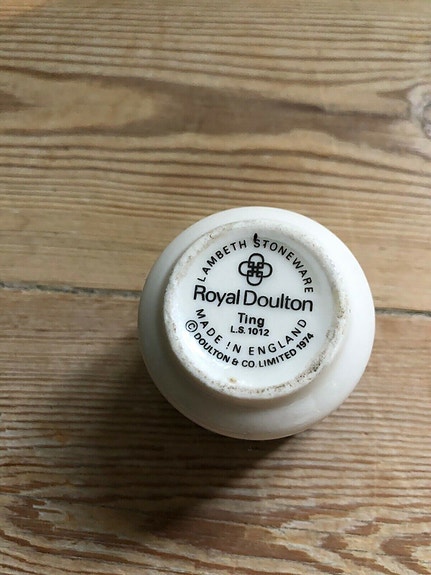 LAMBETH STONEWARE
Royal Doulton
Ting
L.S. 1012
MADE IN ENGLAND
© DOULTON & CO. LIMITED 1974